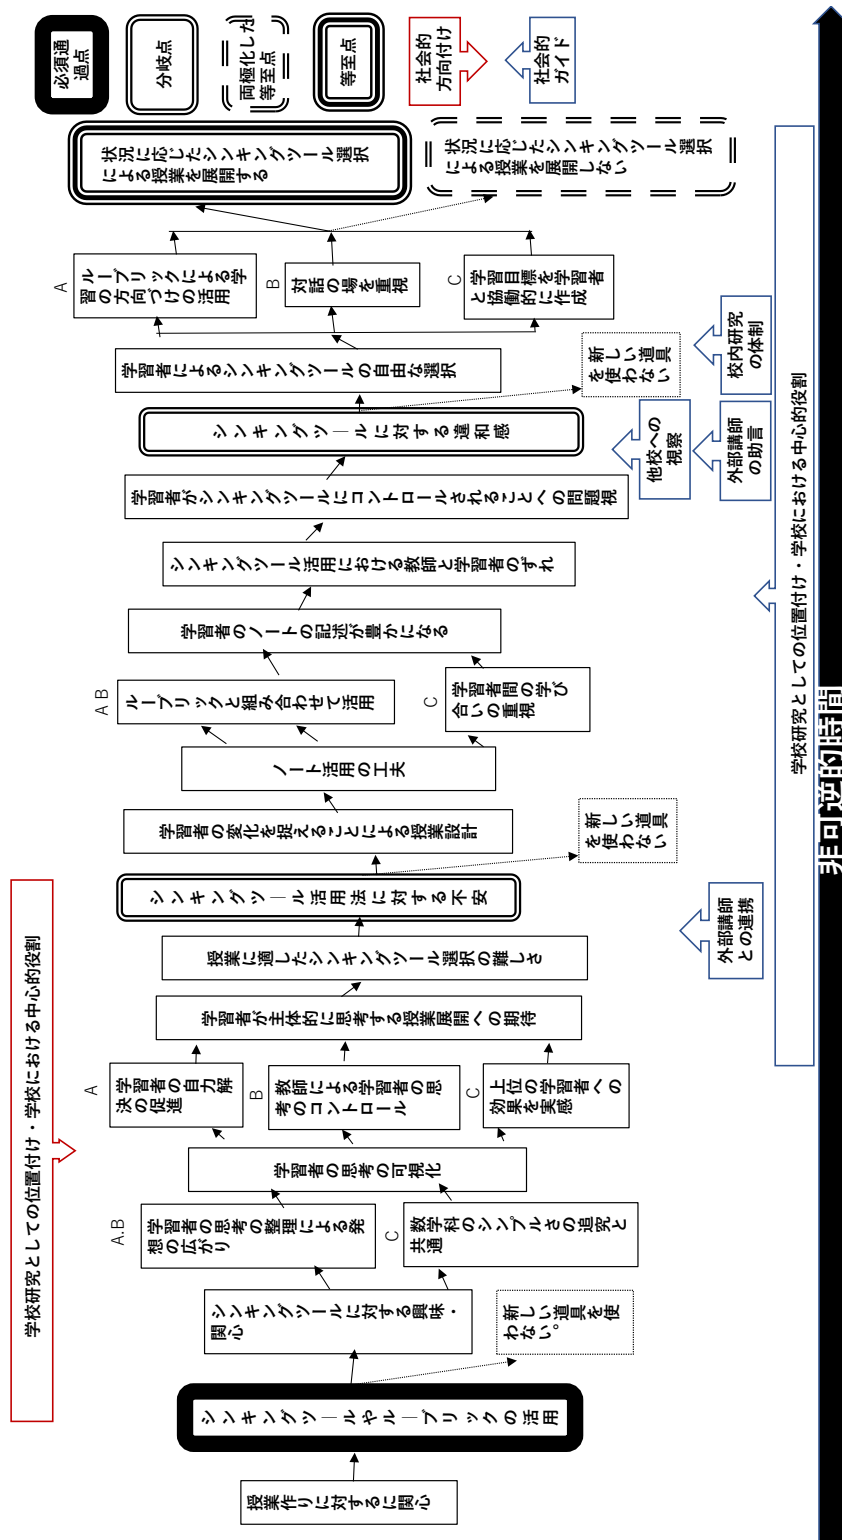 必須通
過点
分岐点
両極化した
等至点
等至点
社会的
方向付け
社会的
ガイド
学校研究としての位置付け・学校における中心的役割
授業作りに対するに関心
シンキングツールやルーブリックの活用
シンキングツールに対する興味・
関心
新しい道具を使
わない。
A.B
学習者の思考の整理による発
想の広がり
C
数学科のシンプルさの追究と
共通
学習者の思考の可視化
A
学習者の自力解
決の促進
B
教師による学習者の思
考のコントロール
C
上位の学習者への
効果を実感
学習者が主体的に思考する授業展開への期待
授業に適したシンキングツール選択の難しさ
シンキングツール活用法に対する不安
新しい道具
を使わない
学習者の変化を捉えることによる授業設計
ノート活用の工夫
A B
ルーブリックと組み合わせて活用
C
学習者間の学び
合いの重視
学習者のノートの記述が豊かになる
シンキングツール活用における教師と学習者のずれ
学習者がシンキングツールにコントロールされることへの問題視
シンキングツールに対する違和感
新しい道具
を使わない
学習者によるシンキングツールの自由な選択
A
ルーブリックによる学
習の方向づけの活用
B
対話の場を重視
C
学習目標を学習者
と協働的に作成
状況に応じたシンキングツール選択
による授業を展開する
状況に応じたシンキングツール選択
による授業を展開しない
外部講師
との連携
他校への
視察
外部講師
の助言
校内研究
の体制
学校研究としての位置付け・学校における中心的役割
非可逆的時間